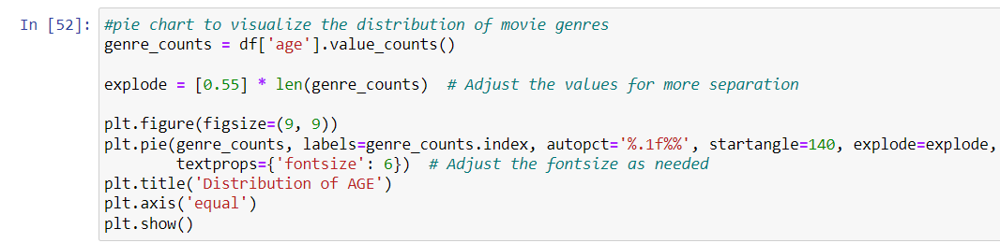 In [52]: #pie chart to visualize the distribution of movie genres
genre_counts = df['age'].value_counts()
explode = [0.55] * len(genre_counts)  # Adjust the values for more separation
plt.figure(figsize=(9, 9))
plt.pie(genre_counts, labels=genre_counts.index, autopct='%.1f%%', startangle=140, explode=explode,
        textprops={'fontsize': 6})  # Adjust the fontsize as needed
plt.title('Distribution of AGE')
plt.axis('equal')
plt.show()